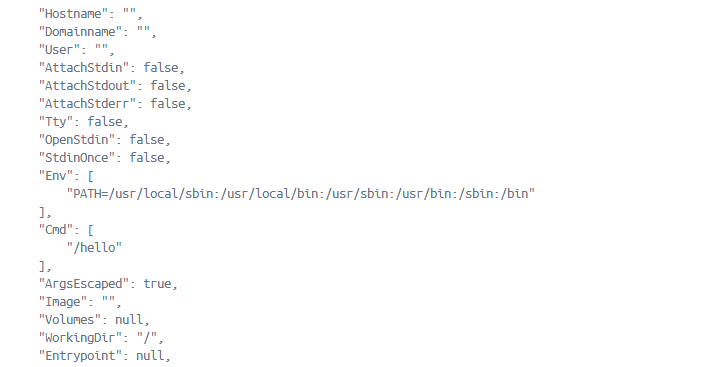 "Hostname": "",
"Domainname": "",
"User": "",
"AttachStdin": false,
"AttachStdout": false,
"AttachStderr": false,
"Tty": false,
"OpenStdin": false,
"StdinOnce": false,
"Env": [
    "PATH=/usr/local/sbin:/usr/local/bin:/usr/sbin:/usr/bin:/sbin:/bin"
],
"Cmd": [
    "/hello"
],
"ArgsEscaped": true,
"Image": "",
"Volumes": null,
"WorkingDir": "/",
"Entrypoint": null,